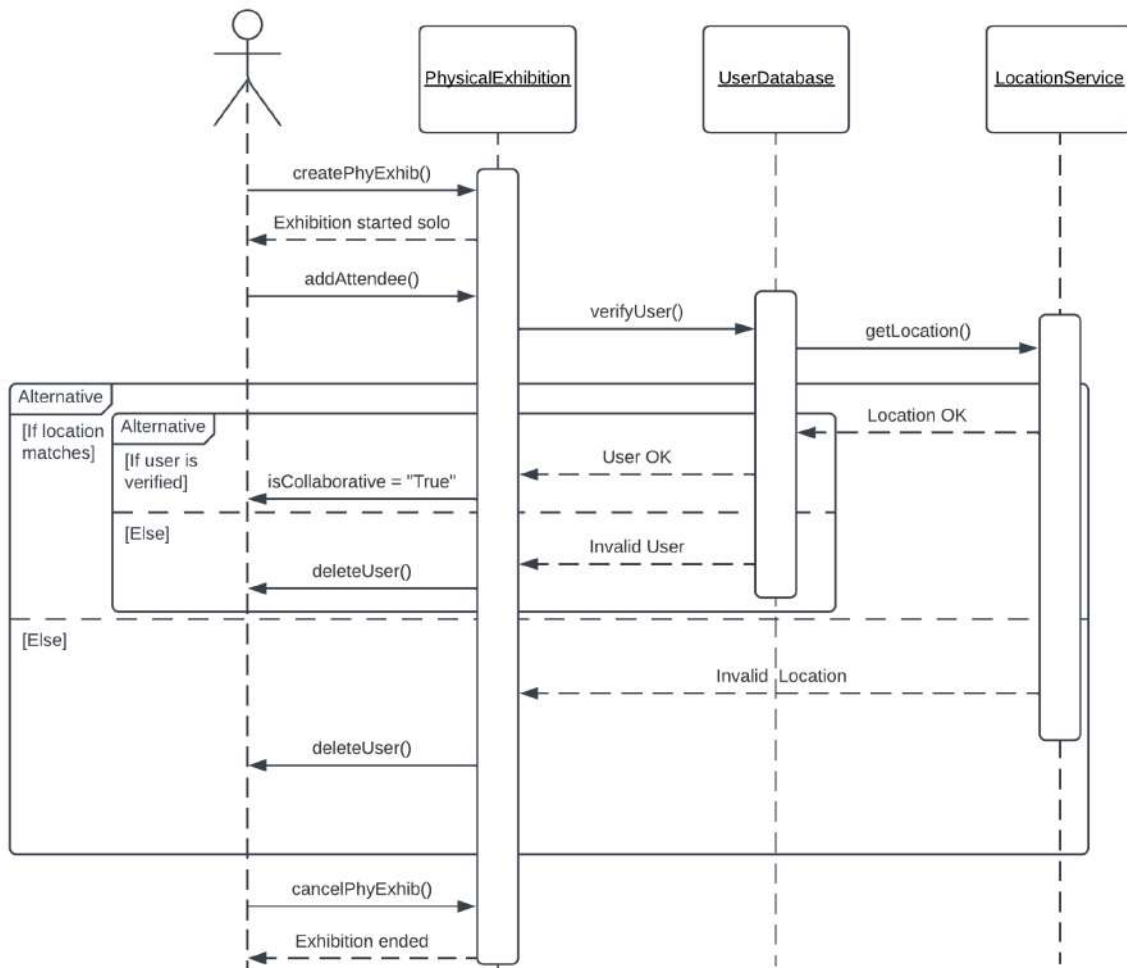 PhysicalExhibition
UserDatabase
LocationService
createPhyExhib()
Exhibition started solo
addAttendee()
verifyUser()
getLocation()
Alternative
[If location
matches]
Alternative
[If user is
verified]
Location OK
User OK
isCollaborative = "True"
[Else]
Invalid User
deleteUser()
[Else]
Invalid Location
deleteUser()
cancelPhyExhib()
Exhibition ended